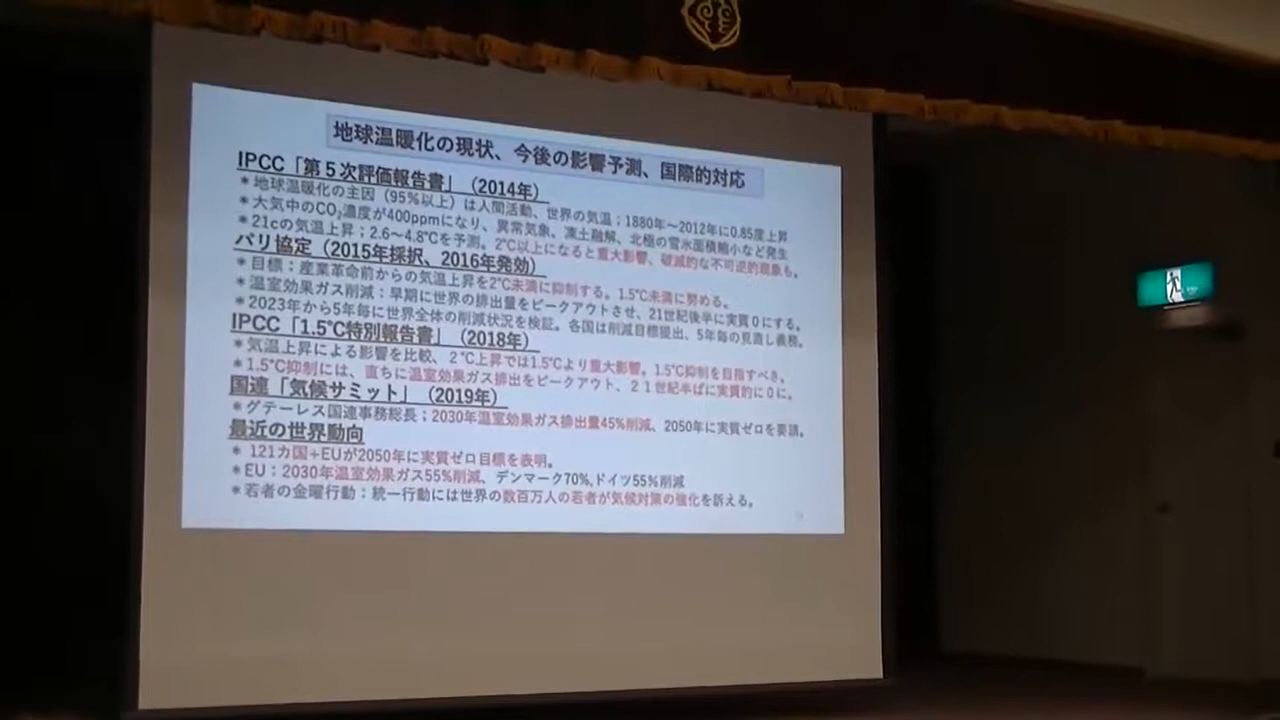 地球温暖化の現状、今後の影響予測、国際的対応
IPCC「第５次評価報告書」（2014年）
＊地球温暖化の主因（95％以上）は人間活動、世界の気温；1880年～2012年に0.85度上昇
＊大気中のCO₂濃度が400ppmになり、異常気象、凍土融解、北極の雪氷面積縮小など発生
＊21cの気温上昇；2.6～4.8℃を予測。2℃以上になると重大影響、破滅的な不可逆的現象も。
パリ協定（2015年採択、2016年発効）
＊目標：産業革命前からの気温上昇を2℃未満に抑制する。1.5℃未満に努める。
＊温室効果ガス削減：早期に世界の排出量をピークアウトさせ、21世紀後半に実質０にする。
＊2023年から5年毎に世界全体の削減状況を検証。各国は削減目標提出、5年毎の見直し義務。
IPCC「1.5℃特別報告書」（2018年）
＊気温上昇による影響を比較、２℃上昇では1.5℃より重大影響。1.5℃抑制を目指すべき。
＊1.5℃抑制には、直ちに温室効果ガス排出をピークアウト、２１世紀半ばに実質的に０に。
国連「気候サミット」（2019年）
＊グテーレス国連事務総長；2030年温室効果ガス排出量45%削減、2050年に実質ゼロを要請。
最近の世界動向
＊ 121カ国＋EUが2050年に実質ゼロ目標を表明。
＊EU：2030年温室効果ガス55%削減、デンマーク70%,ドイツ55%削減
＊若者の金曜行動：統一行動には世界の数百万人の若者が気候対策の強化を訴える。